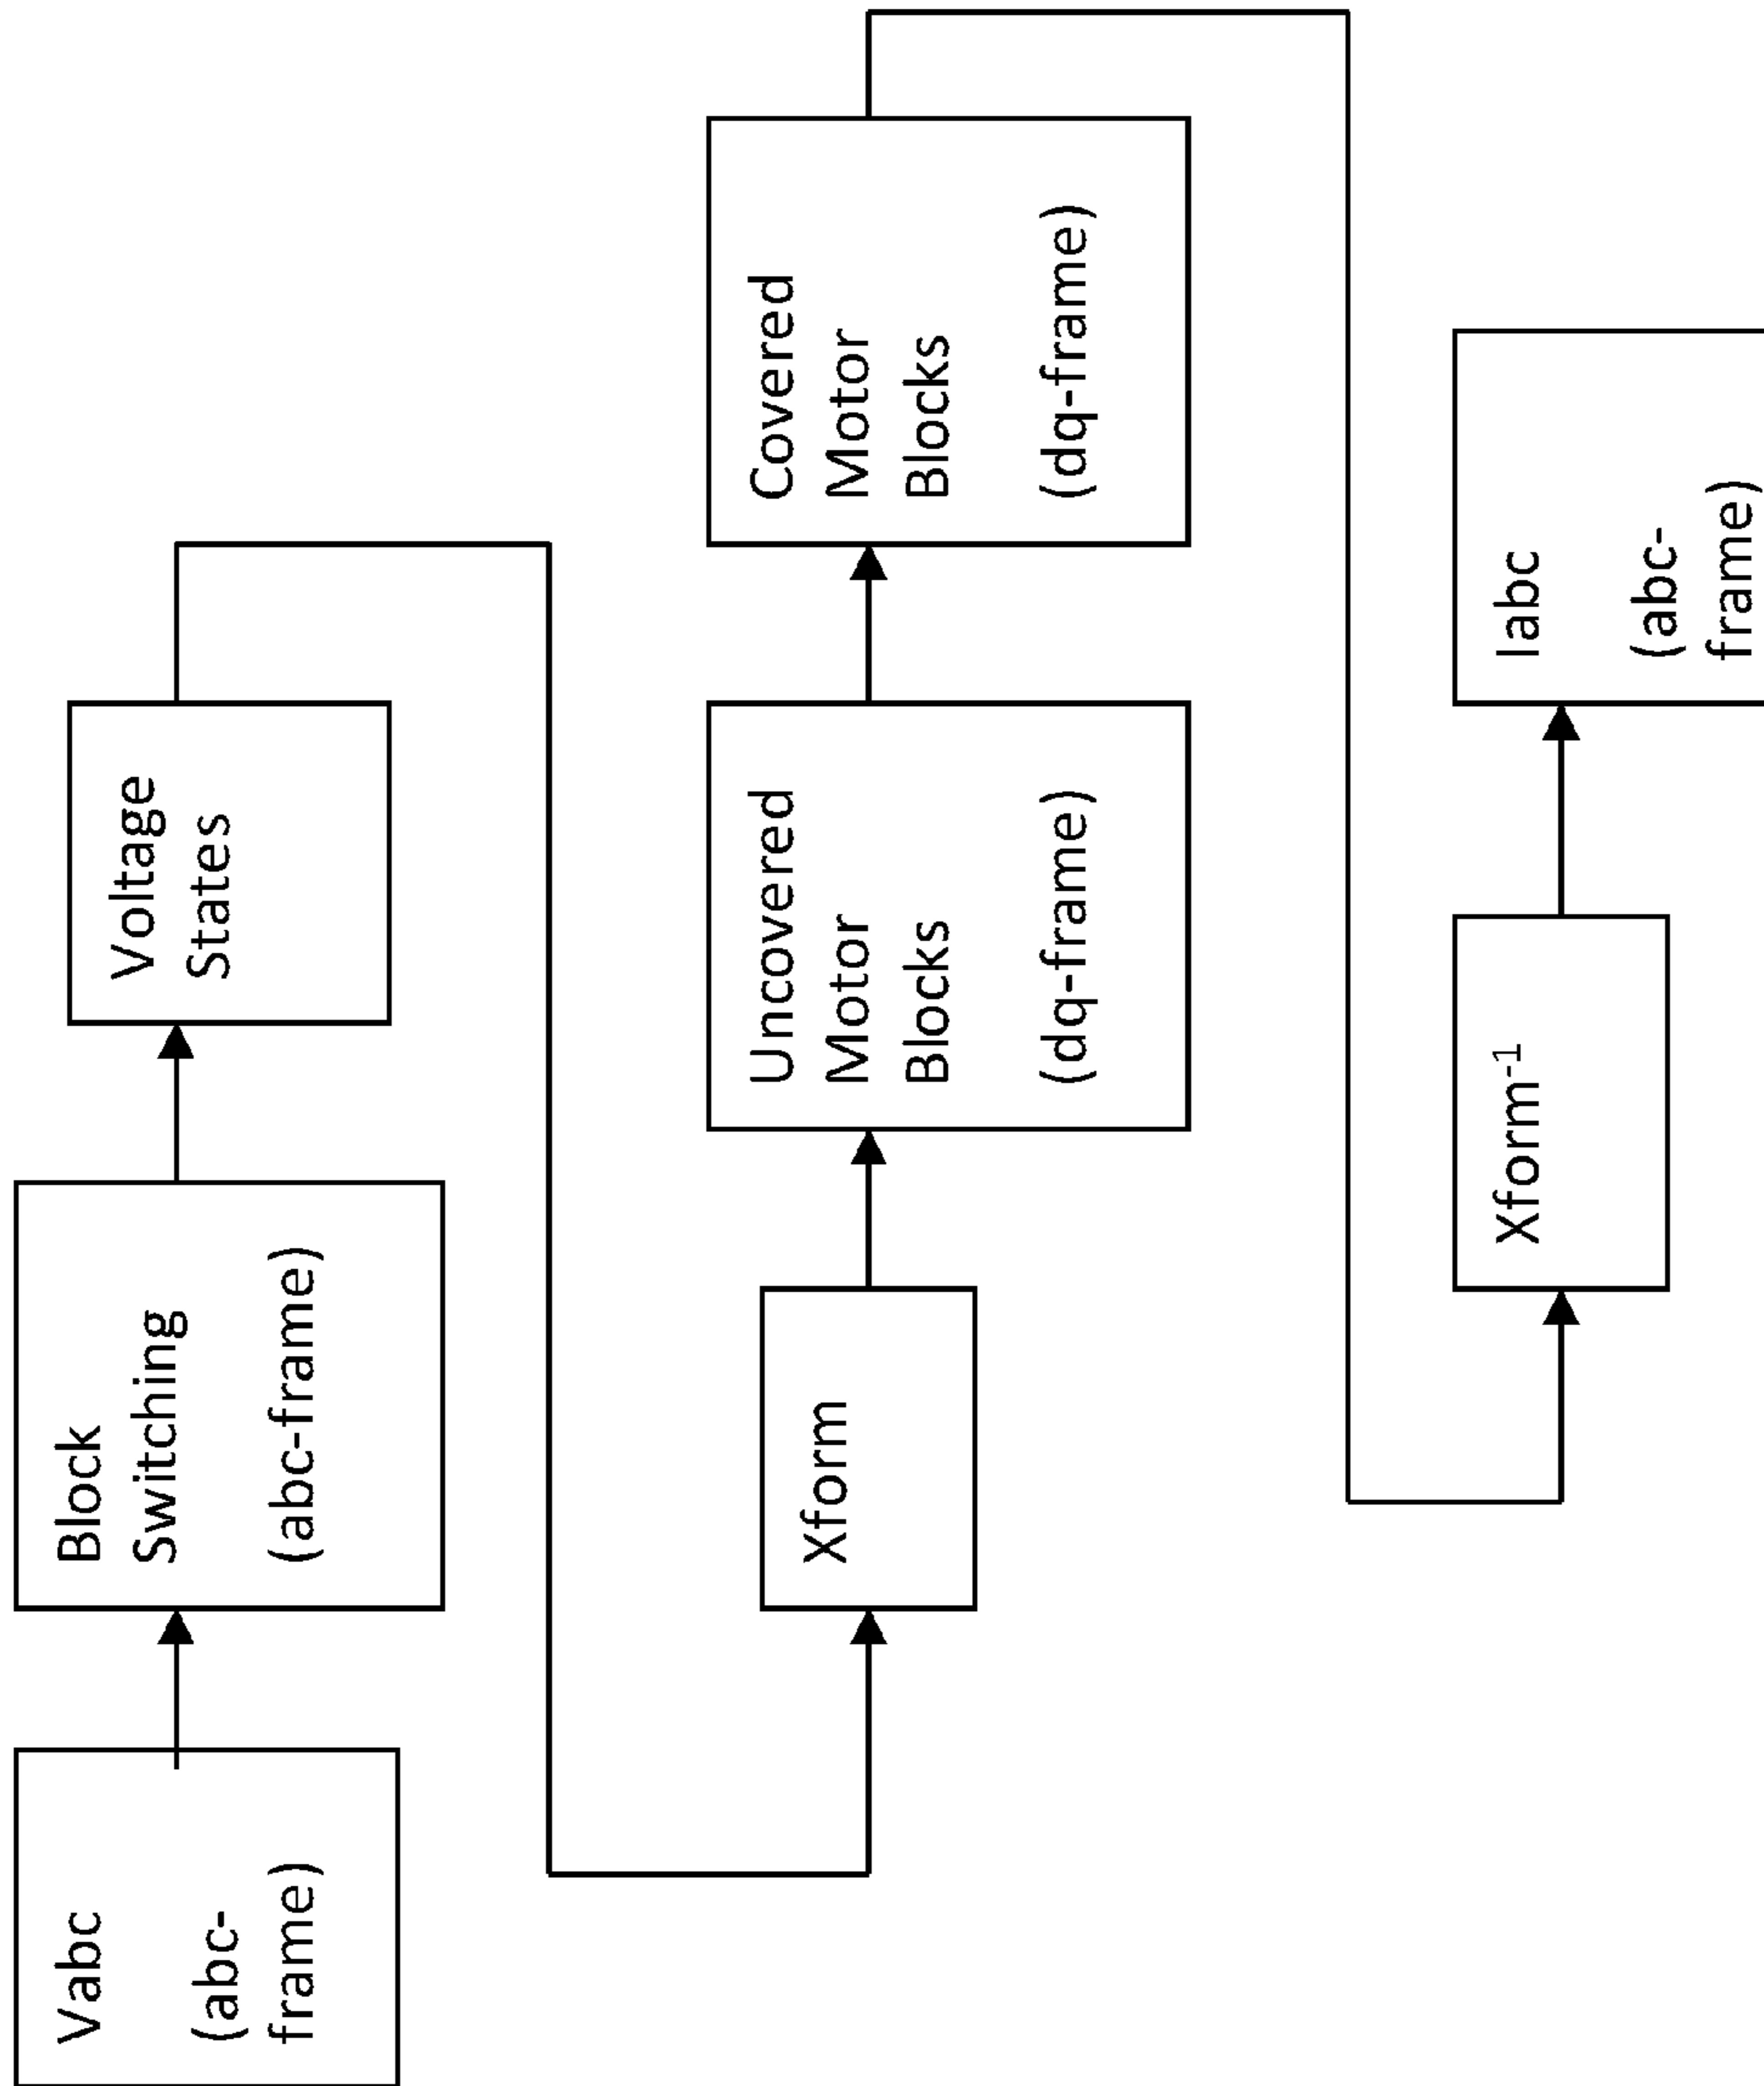 Vabc
(abc-
frame)
Block
Switching
(abc-frame)
Voltage
States
Xform
Uncovered
Motor
Blocks
(dq-frame)
Covered
Motor
Blocks
(dq-frame)
Xform⁻¹
Iabc
(abc-
frame)